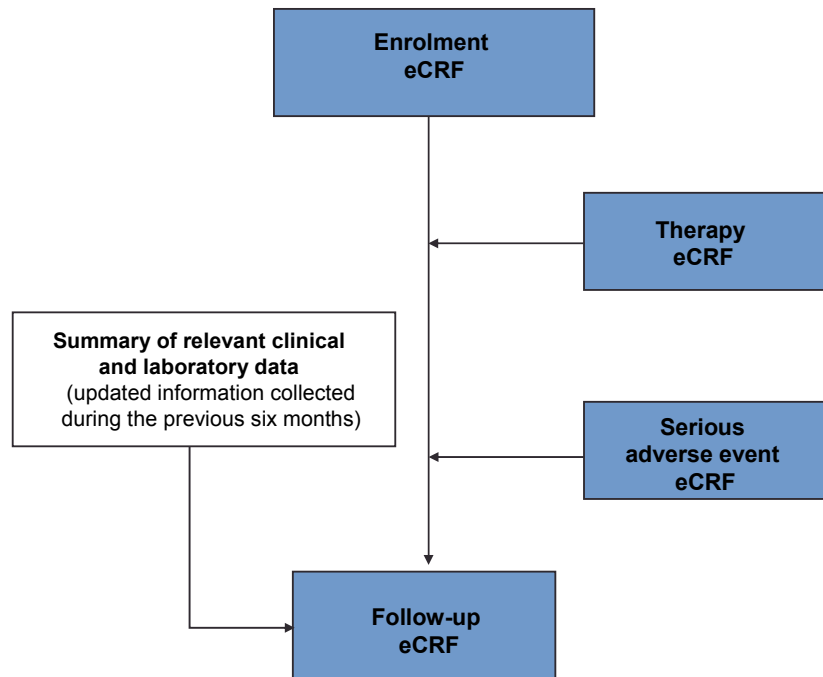 Enrolment
eCRF
Therapy
eCRF
Summary of relevant clinical
and laboratory data
(updated information collected
during the previous six months)
Serious
adverse event
eCRF
Follow-up
eCRF